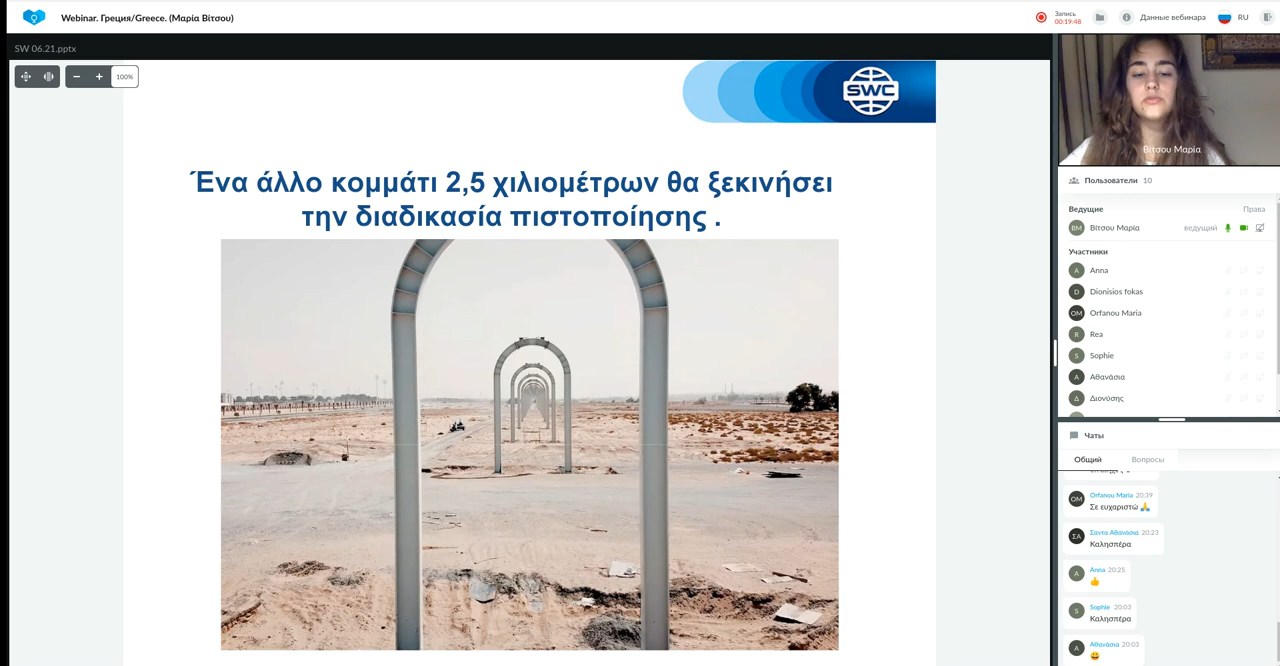 Webinar. Греция/Greece. (Μαρία Βίτσου)
Запись
00:19:48
Данные вебинара
RU
SW 06.21.pptx
100%
SWC
Ένα άλλο κομμάτι 2,5 χιλιομέτρων θα ξεκινήσει
την διαδικασία πιστοποίησης .
Βίτσου Μαρία
Пользователи 10
Ведущие Права
ΒΜ Βίτσου Μαρία ведущий
Участники
A Anna
D Dionisios fokas
OM Orfanou Maria
R Rea
S Sophie
Α Αθανάσια
Δ Διονύσης
Чаты
Общий Вопросы
OM Orfanou Maria 20:39
Σε ευχαριστώ 🙏
ΣΑ Σαντα Αθανάσια 20:23
Καλησπέρα
A Anna 20:25
👍
S Sophie 20:03
Καλησπέρα
Α Αθανάσια 20:03
😃